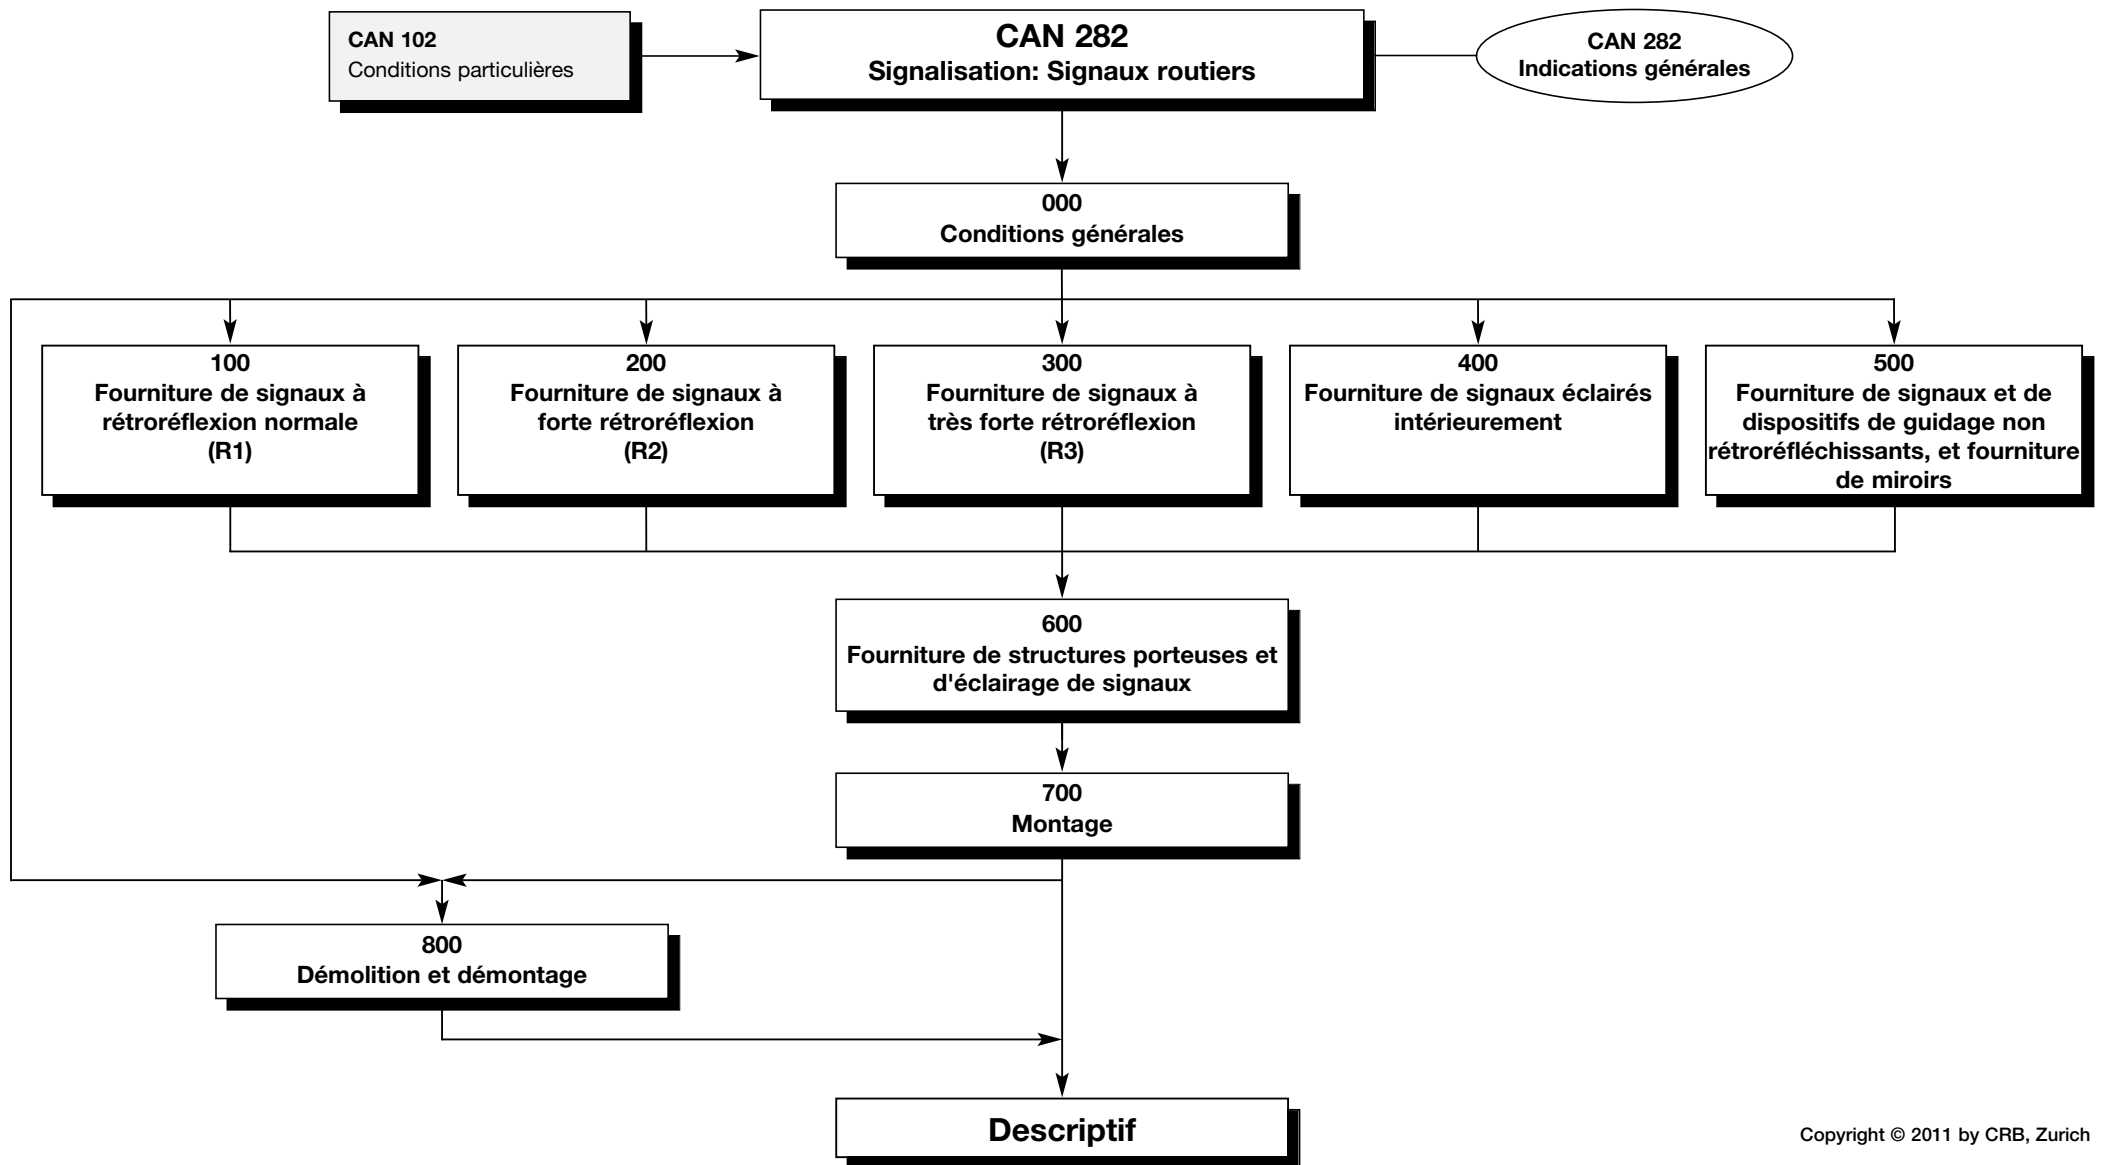 CAN 102
Conditions particulières
CAN 282
Signalisation: Signaux routiers
CAN 282
Indications générales
000
Conditions générales
100
Fourniture de signaux à
rétroréflexion normale
(R1)
200
Fourniture de signaux à
forte rétroréflexion
(R2)
300
Fourniture de signaux à
très forte rétroréflexion
(R3)
400
Fourniture de signaux éclairés
intérieurement
500
Fourniture de signaux et de
dispositifs de guidage non
rétroréfléchissants, et fourniture
de miroirs
600
Fourniture de structures porteuses et
d'éclairage de signaux
700
Montage
800
Démolition et démontage
Descriptif
Copyright © 2011 by CRB, Zurich